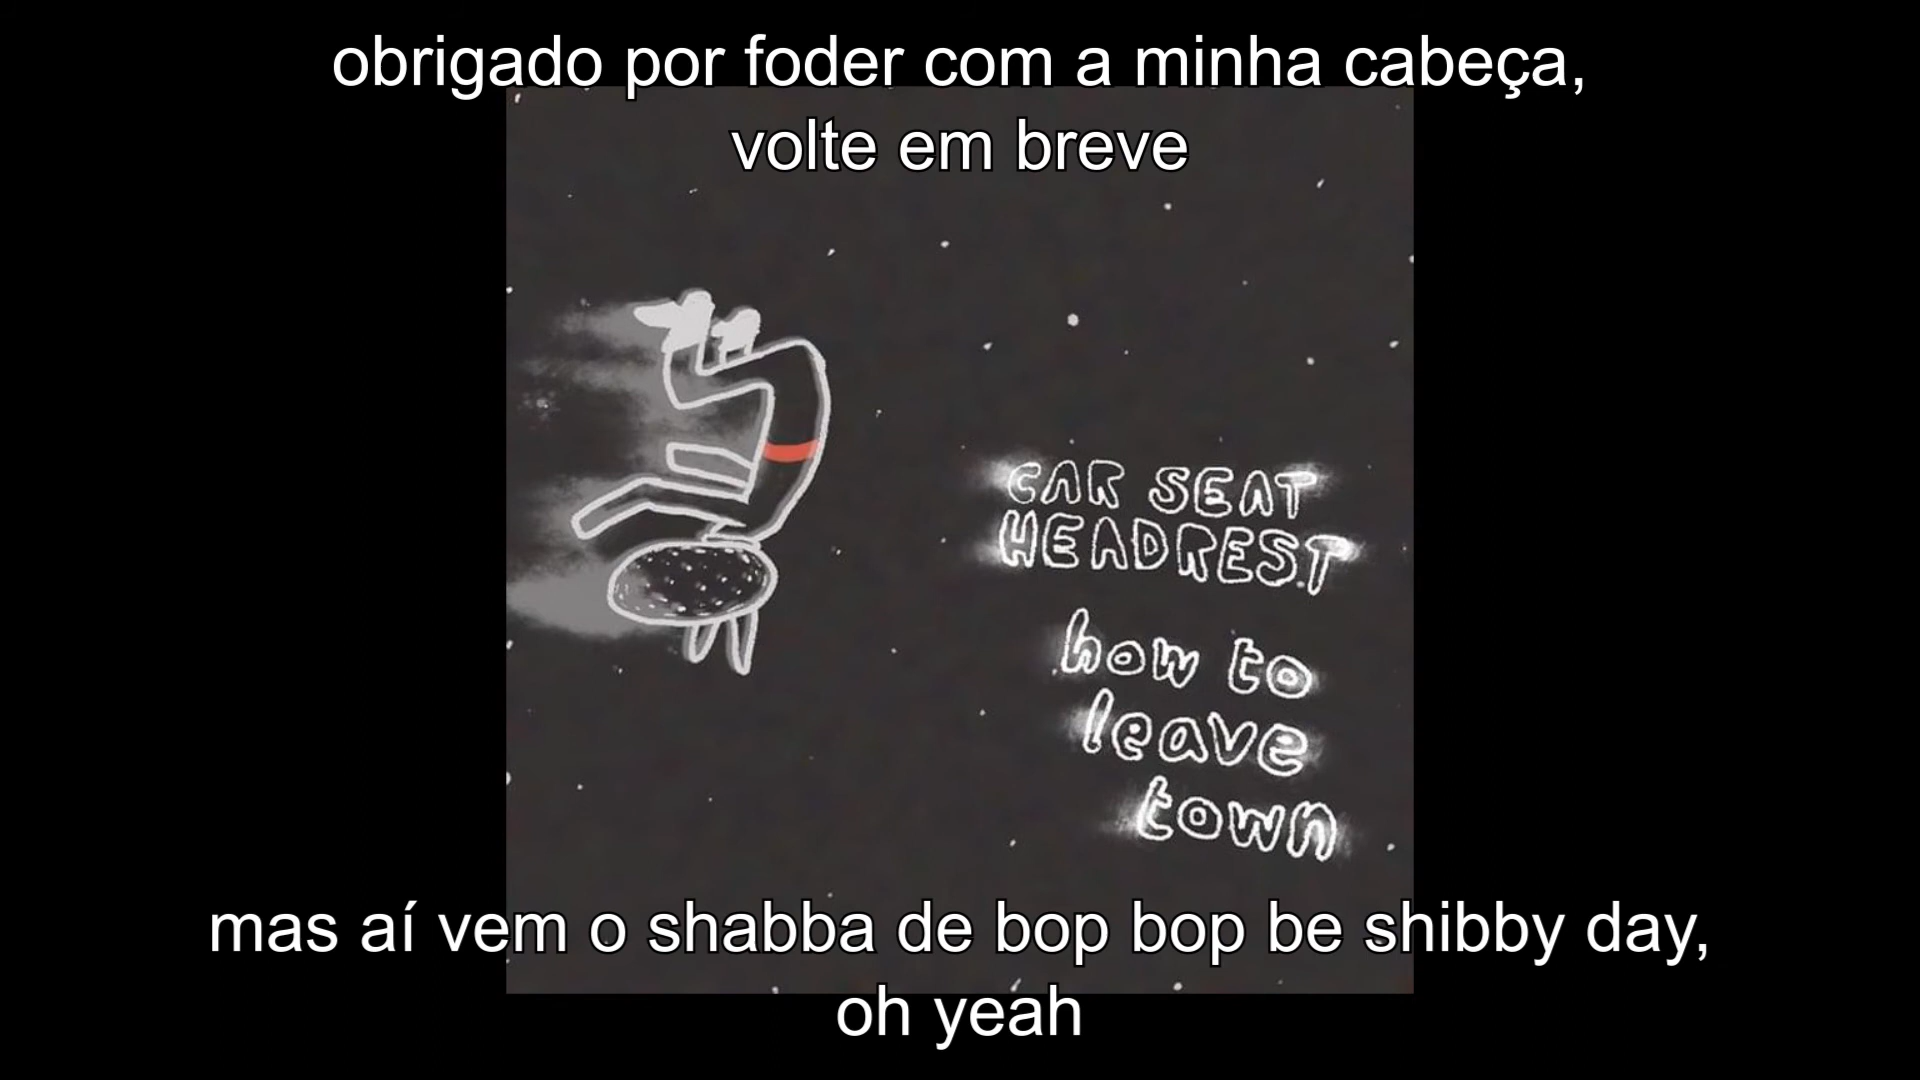 obrigado por foder com a minha cabeça,
volte em breve
CAR SEAT
HEADREST
how to
leave
town
mas aí vem o shabba de bop bop be shibby day,
oh yeah